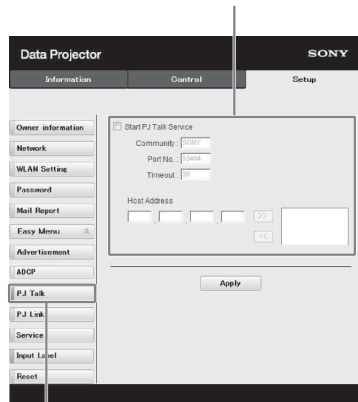 Data Projector
SONY
Information
Control
Setup
Owner information
Network
WLAN Setting
Password
Mail Report
Easy Menu
Advertisement
ADCP
PJ Talk
PJ Link
Service
Input Label
Reset
Start PJ Talk Service
Community : SONY
Port No. : 53484
Timeout : 30
Host Address
. . .
>>
<<
Apply